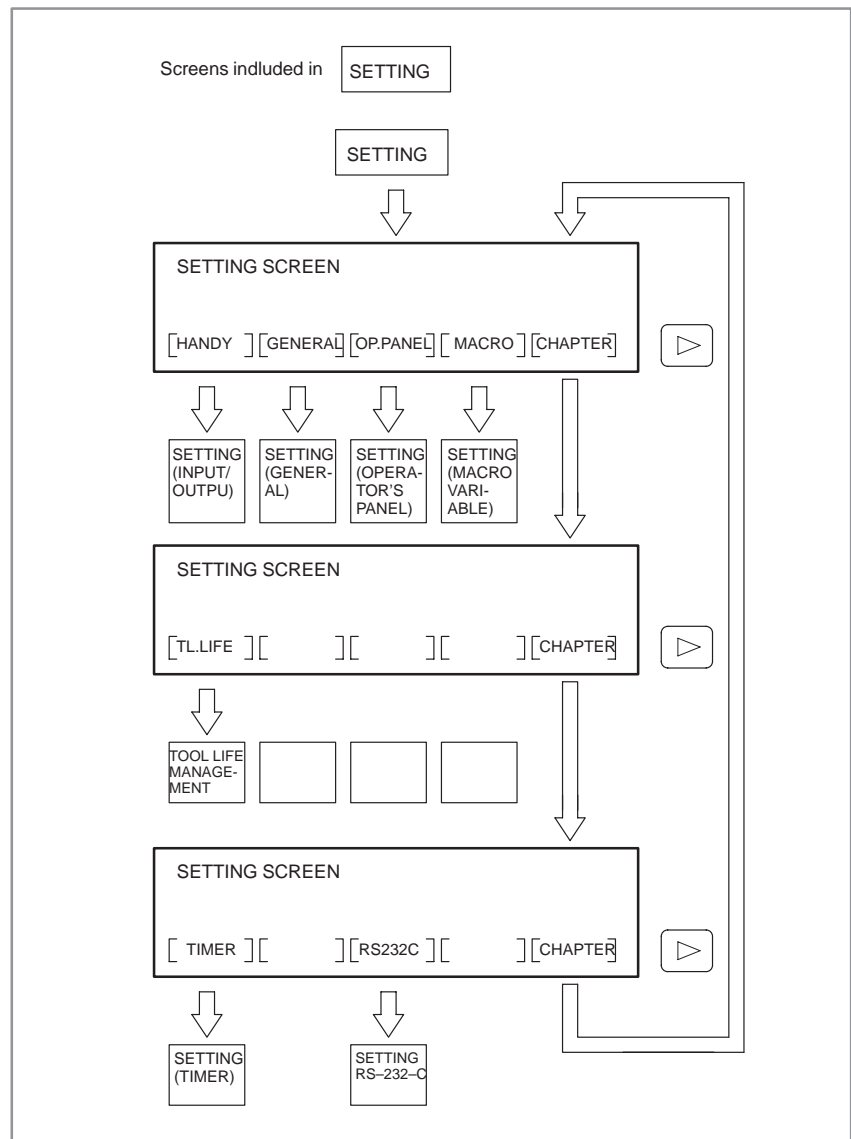 Screens indluded in SETTING
SETTING
SETTING SCREEN
HANDY GENERAL OP.PANEL MACRO CHAPTER
SETTING
(INPUT/
OUTPU)
SETTING
(GENER-
AL)
SETTING
(OPERA-
TOR'S
PANEL)
SETTING
(MACRO
VARI-
ABLE)
SETTING SCREEN
TL.LIFE CHAPTER
TOOL LIFE
MANAGE-
MENT
SETTING SCREEN
TIMER RS232C CHAPTER
SETTING
(TIMER)
SETTING
RS–232–C